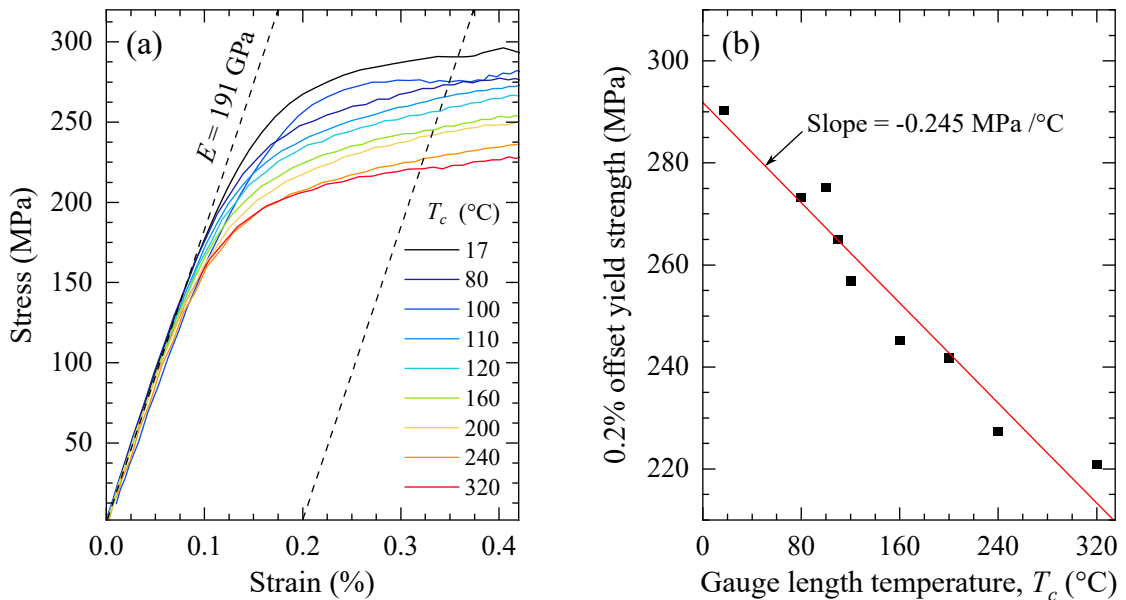 (a)
E = 191 GPa
300
250
200
150
100
50
Stress (MPa)
T_c (°C)
17
80
100
110
120
160
200
240
320
0.0 0.1 0.2 0.3 0.4
Strain (%)
(b)
Slope = -0.245 MPa /°C
300
280
260
240
220
0.2% offset yield strength (MPa)
0 80 160 240 320
Gauge length temperature, T_c (°C)